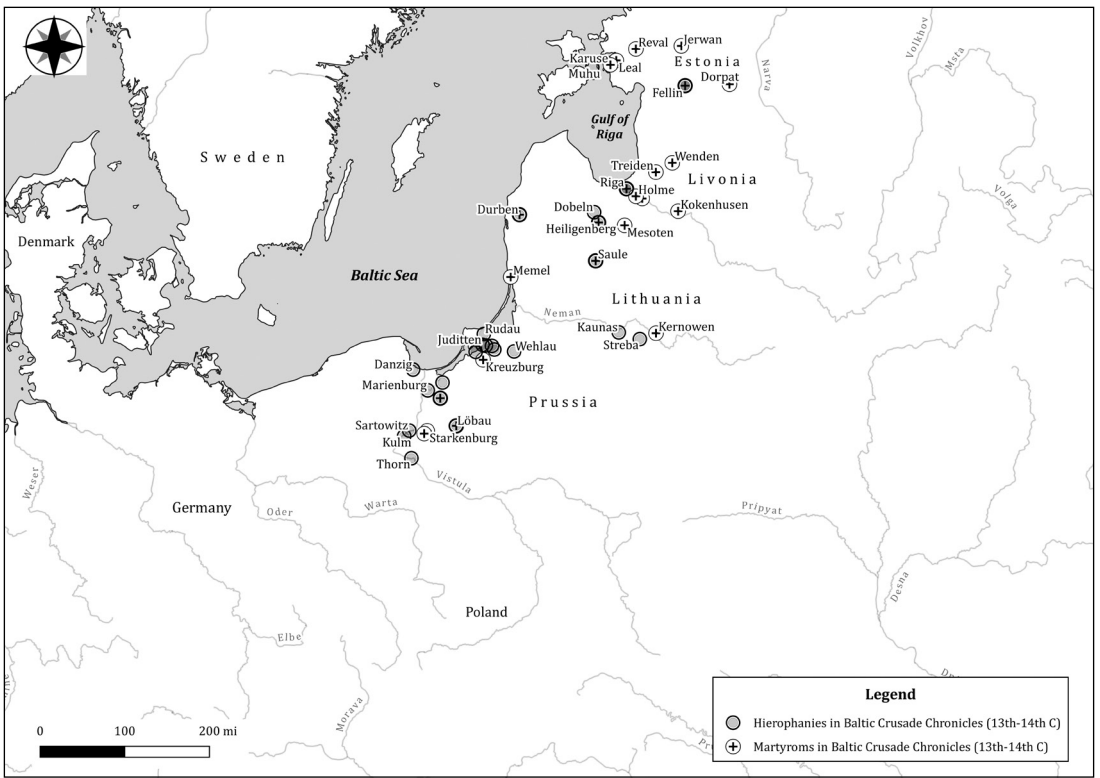 Reval
Jerwan
Karuse
Muhu
Leal
Estonia
Dorpat
Fellin
Narva
Volkhov
Msta
Gulf of
Riga
Sweden
Treiden
Wenden
Livonia
Riga
Holme
Kokenhusen
Volga
Durben
Dobeln
Heiligenberg
Mesoten
Denmark
Saule
Baltic Sea
Memel
Lithuania
Neman
Kaunas
Kernowen
Streba
Rudau
Juditten
Wehlau
Kreuzburg
Danzig
Marienburg
Prussia
Sartowitz
Löbau
Kulm
Starkenburg
Thorn
Vistula
Weser
Germany
Oder
Warta
Pripyat
Desna
Poland
Elbe
Morava
0 100 200 mi
Legend
Hierophanies in Baltic Crusade Chronicles (13th-14th C)
Martyroms in Baltic Crusade Chronicles (13th-14th C)